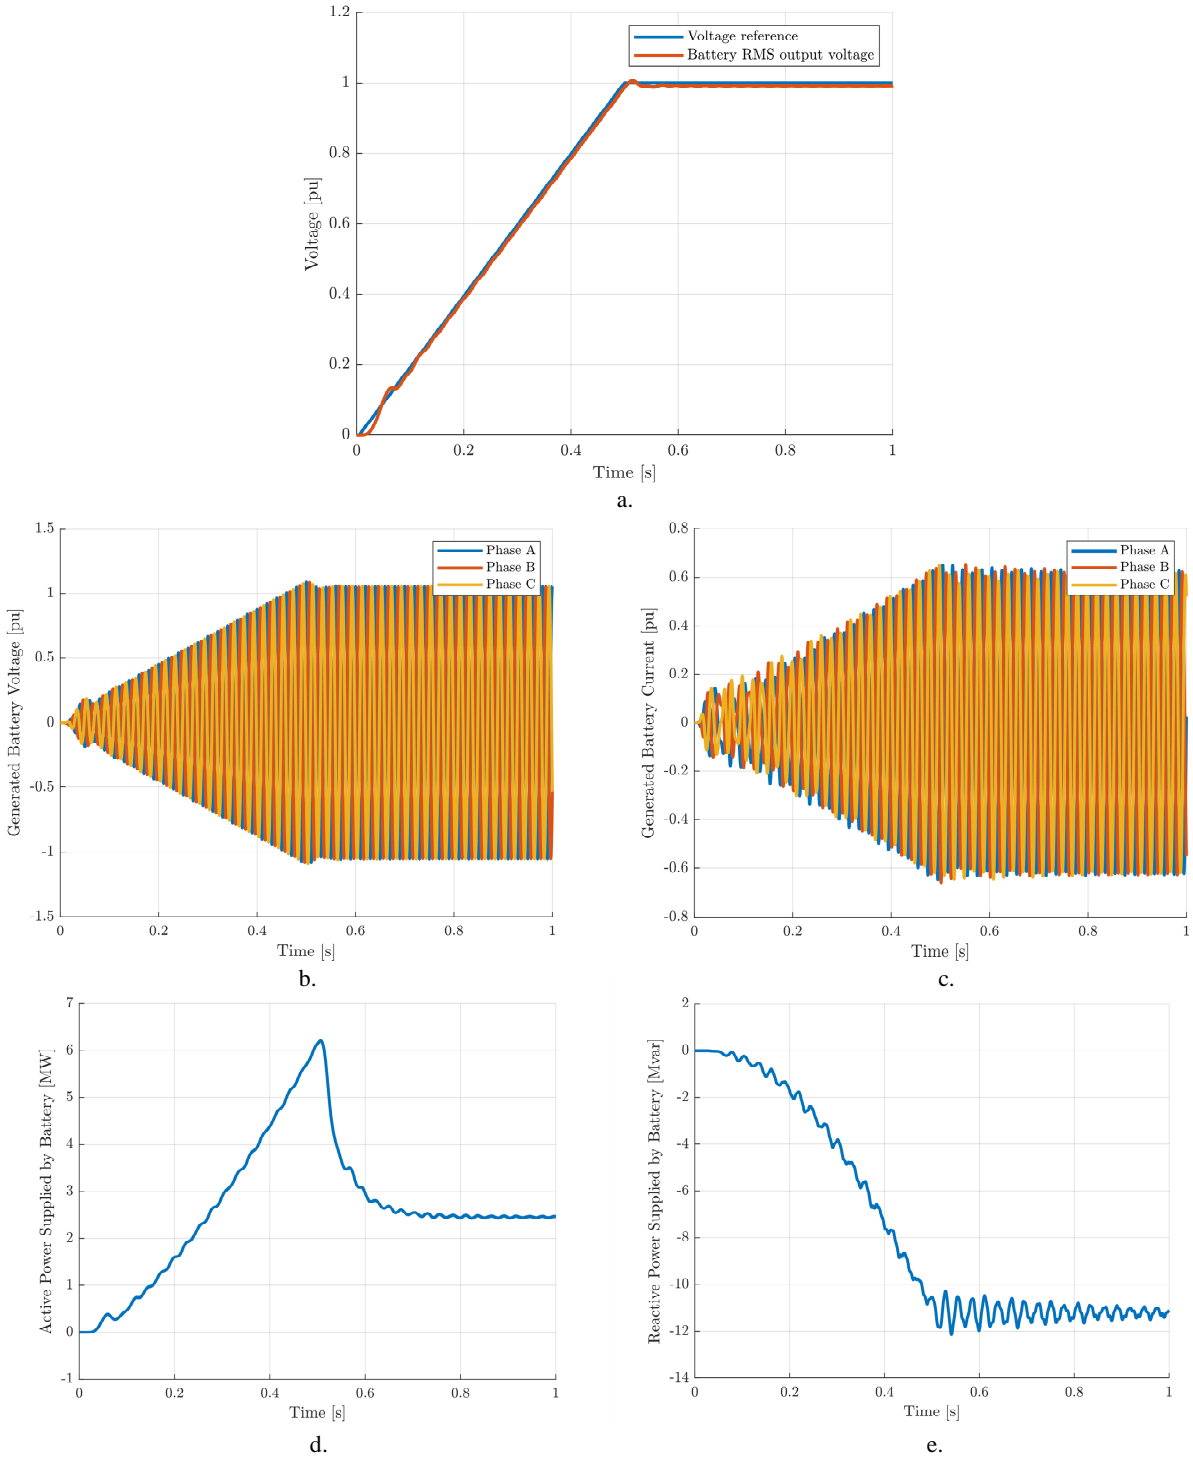 1.2
Voltage reference
Battery RMS output voltage
1
0.8
0.6
0.4
0.2
0
Voltage [pu]
0 0.2 0.4 0.6 0.8 1
Time [s]
a.
1.5
Phase A
Phase B
Phase C
1
0.5
0
-0.5
-1
-1.5
Generated Battery Voltage [pu]
0 0.2 0.4 0.6 0.8 1
Time [s]
b.
0.8
Phase A
Phase B
Phase C
0.6
0.4
0.2
0
-0.2
-0.4
-0.6
-0.8
Generated Battery Current [pu]
0 0.2 0.4 0.6 0.8 1
Time [s]
c.
7
6
5
4
3
2
1
0
-1
Active Power Supplied by Battery [MW]
0 0.2 0.4 0.6 0.8 1
Time [s]
d.
2
0
-2
-4
-6
-8
-10
-12
-14
Reactive Power Supplied by Battery [Mvar]
0 0.2 0.4 0.6 0.8 1
Time [s]
e.